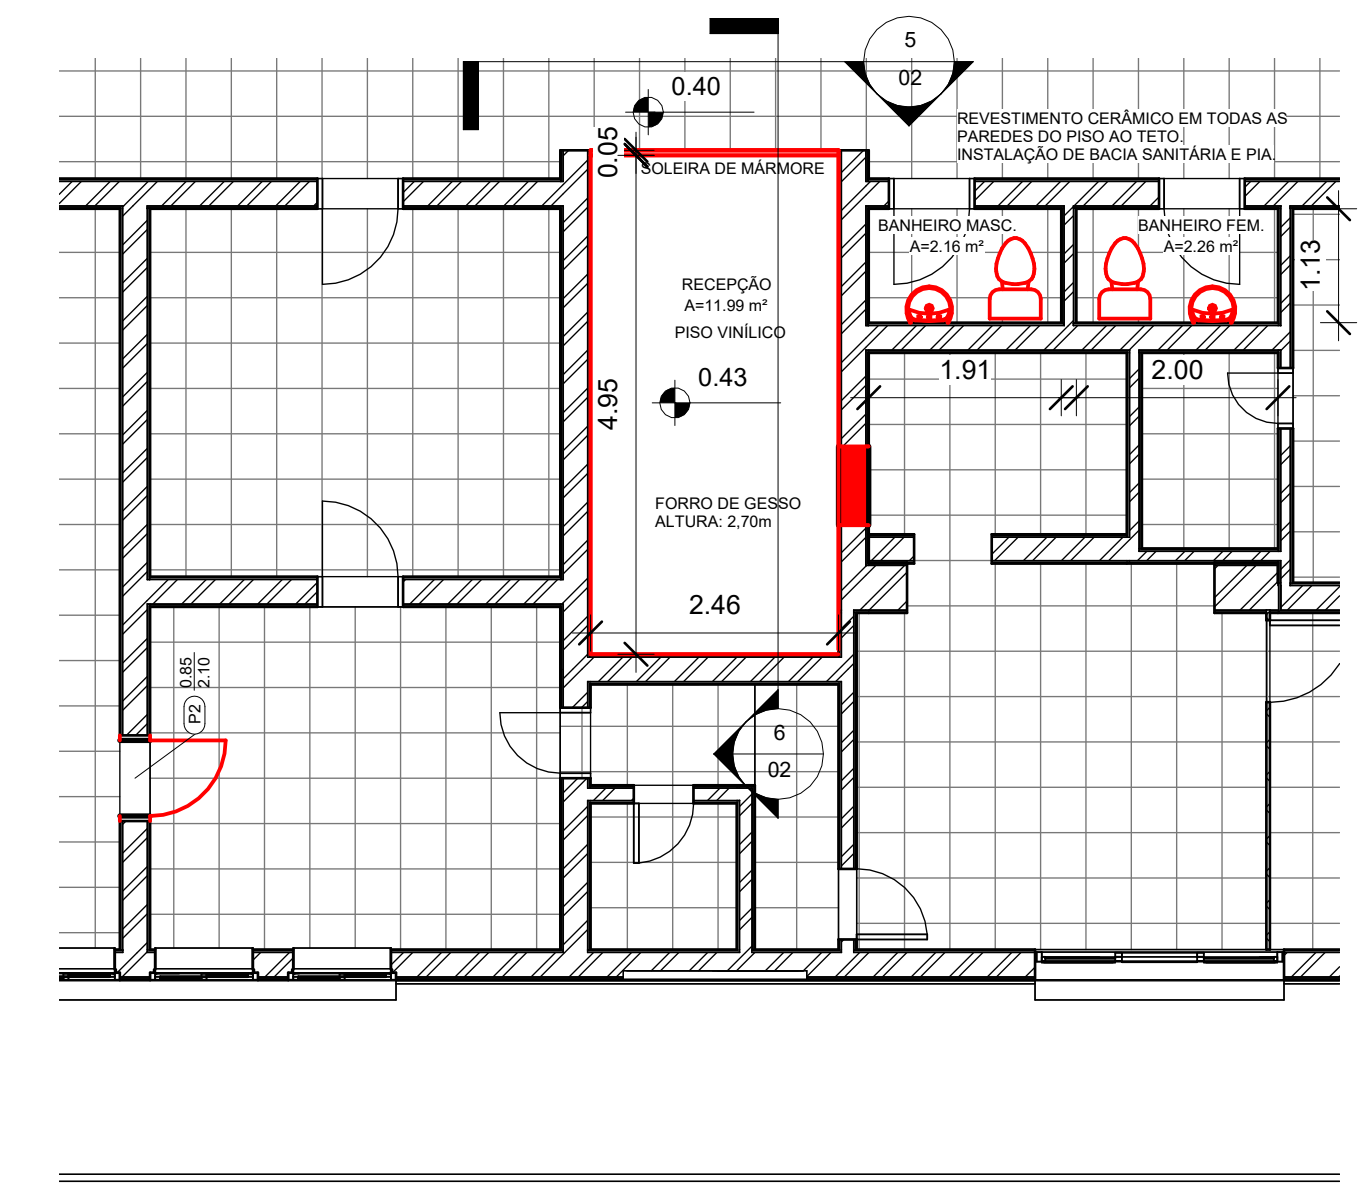 5
02
0.40
REVESTIMENTO CERÂMICO EM TODAS AS
PAREDES DO PISO AO TETO.
INSTALAÇÃO DE BACIA SANITÁRIA E PIA.
0.05
SOLEIRA DE MÁRMORE
BANHEIRO MASC.
A=2.16 m²
BANHEIRO FEM.
A=2.26 m²
1.13
RECEPÇÃO
A=11.99 m²
PISO VINÍLICO
0.43
4.95
1.91
2.00
FORRO DE GESSO
ALTURA: 2,70m
2.46
0.85
2.10
P2
6
02